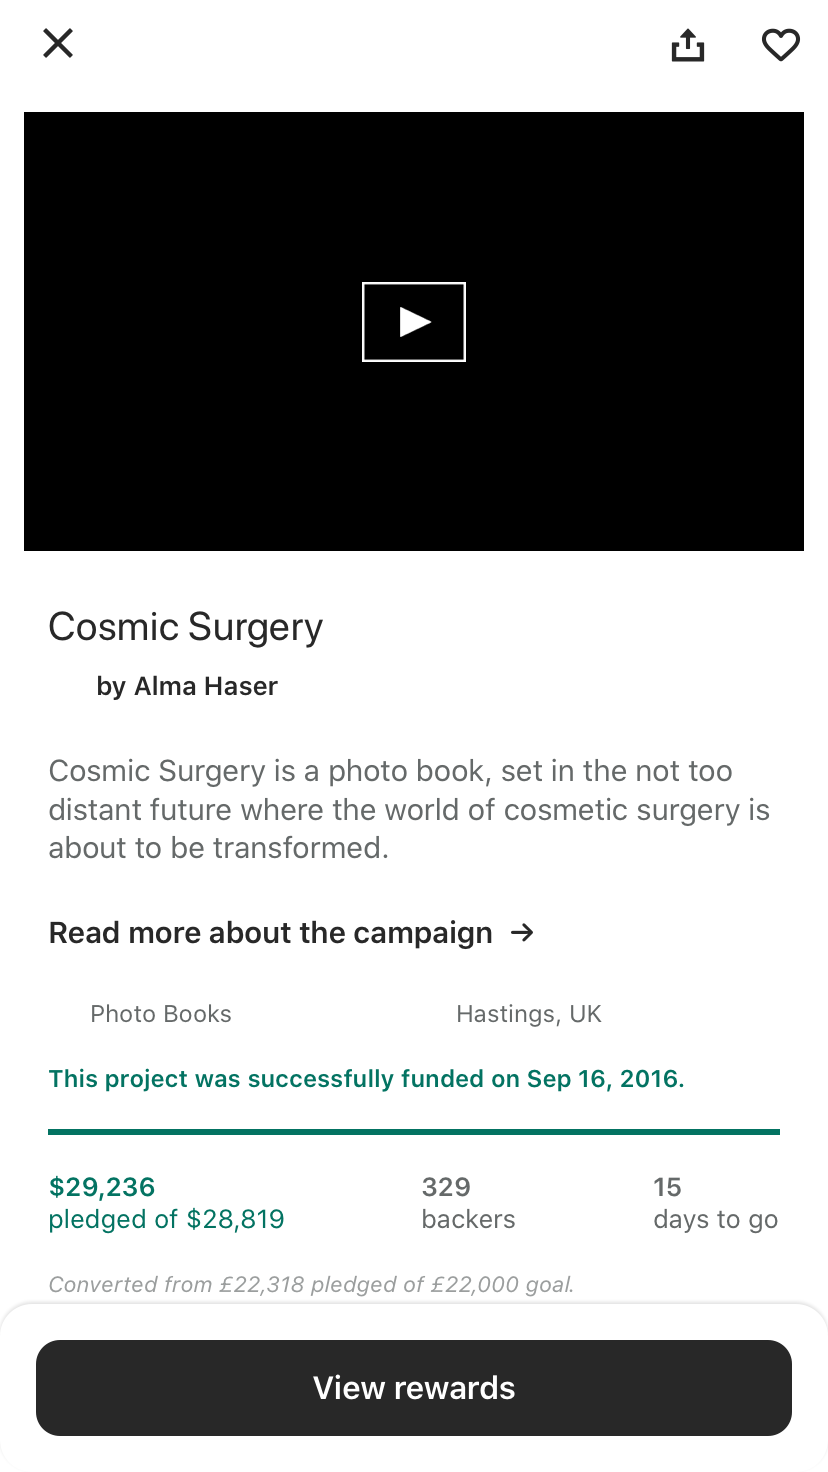 Cosmic Surgery
by Alma Haser
Cosmic Surgery is a photo book, set in the not too
distant future where the world of cosmetic surgery is
about to be transformed.
Read more about the campaign →
Photo Books
Hastings, UK
This project was successfully funded on Sep 16, 2016.
$29,236
pledged of $28,819
329
backers
15
days to go
Converted from £22,318 pledged of £22,000 goal.
View rewards